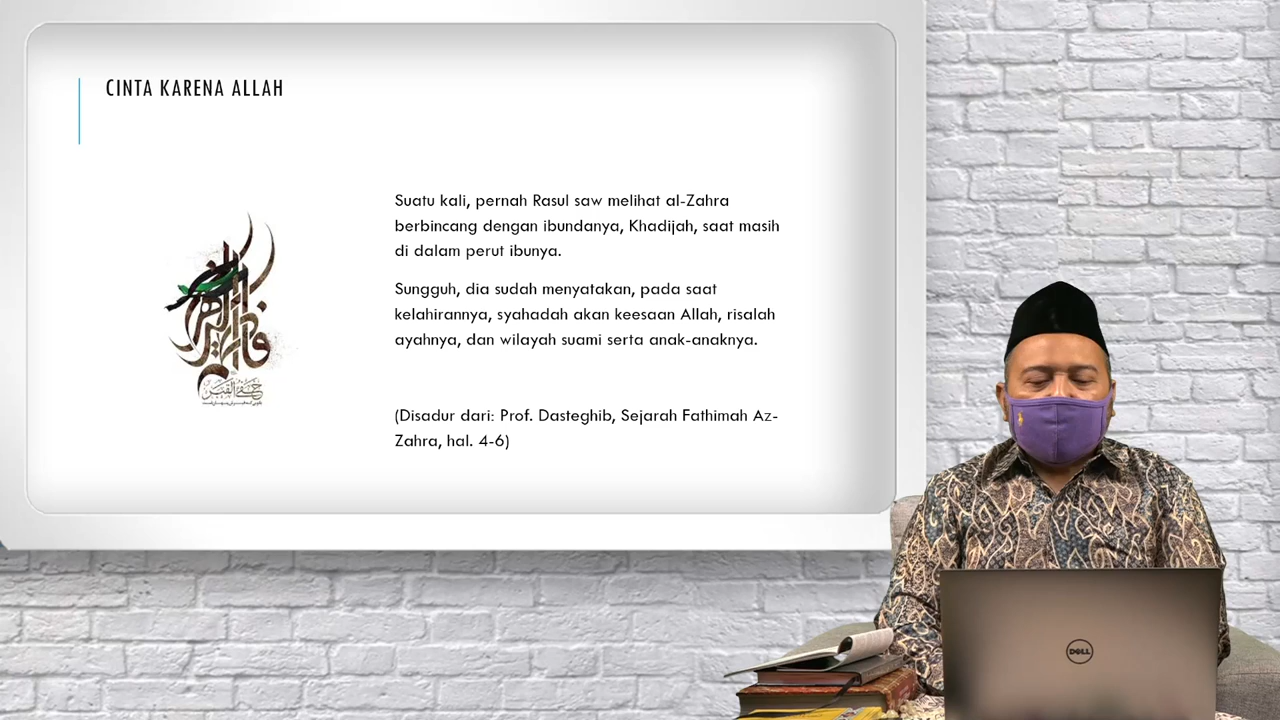 CINTA KARENA ALLAH
Suatu kali, pernah Rasul saw melihat al-Zahra
berbincang dengan ibundanya, Khadijah, saat masih
di dalam perut ibunya.
Sungguh, dia sudah menyatakan, pada saat
kelahirannya, syahadah akan keesaan Allah, risalah
ayahnya, dan wilayah suami serta anak-anaknya.
(Disadur dari: Prof. Dasteghib, Sejarah Fathimah Az-
Zahra, hal. 4-6)
DELL